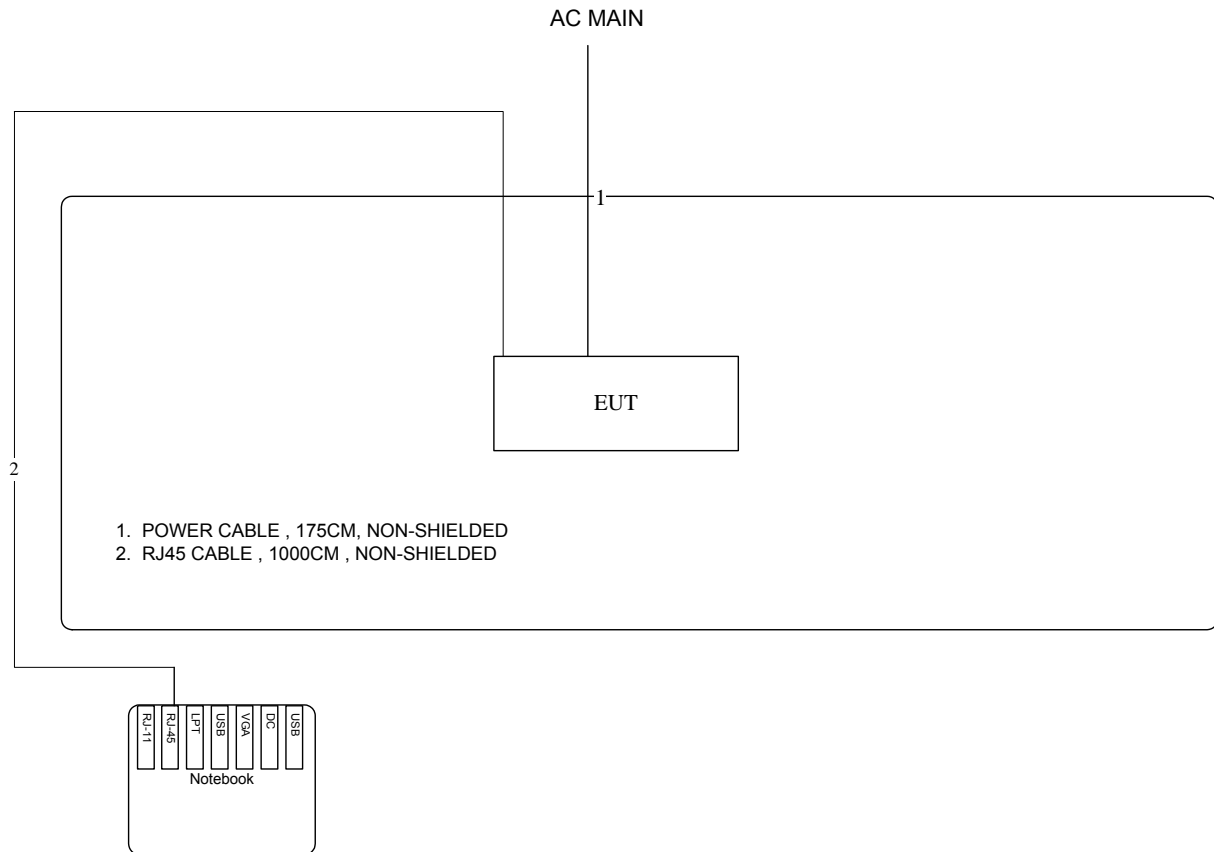 AC MAIN
1
EUT
2
1. POWER CABLE , 175CM, NON-SHIELDED
2. RJ45 CABLE , 1000CM , NON-SHIELDED
RJ-11
RJ-45
LPT
USB
VGA
DC
USB
Notebook